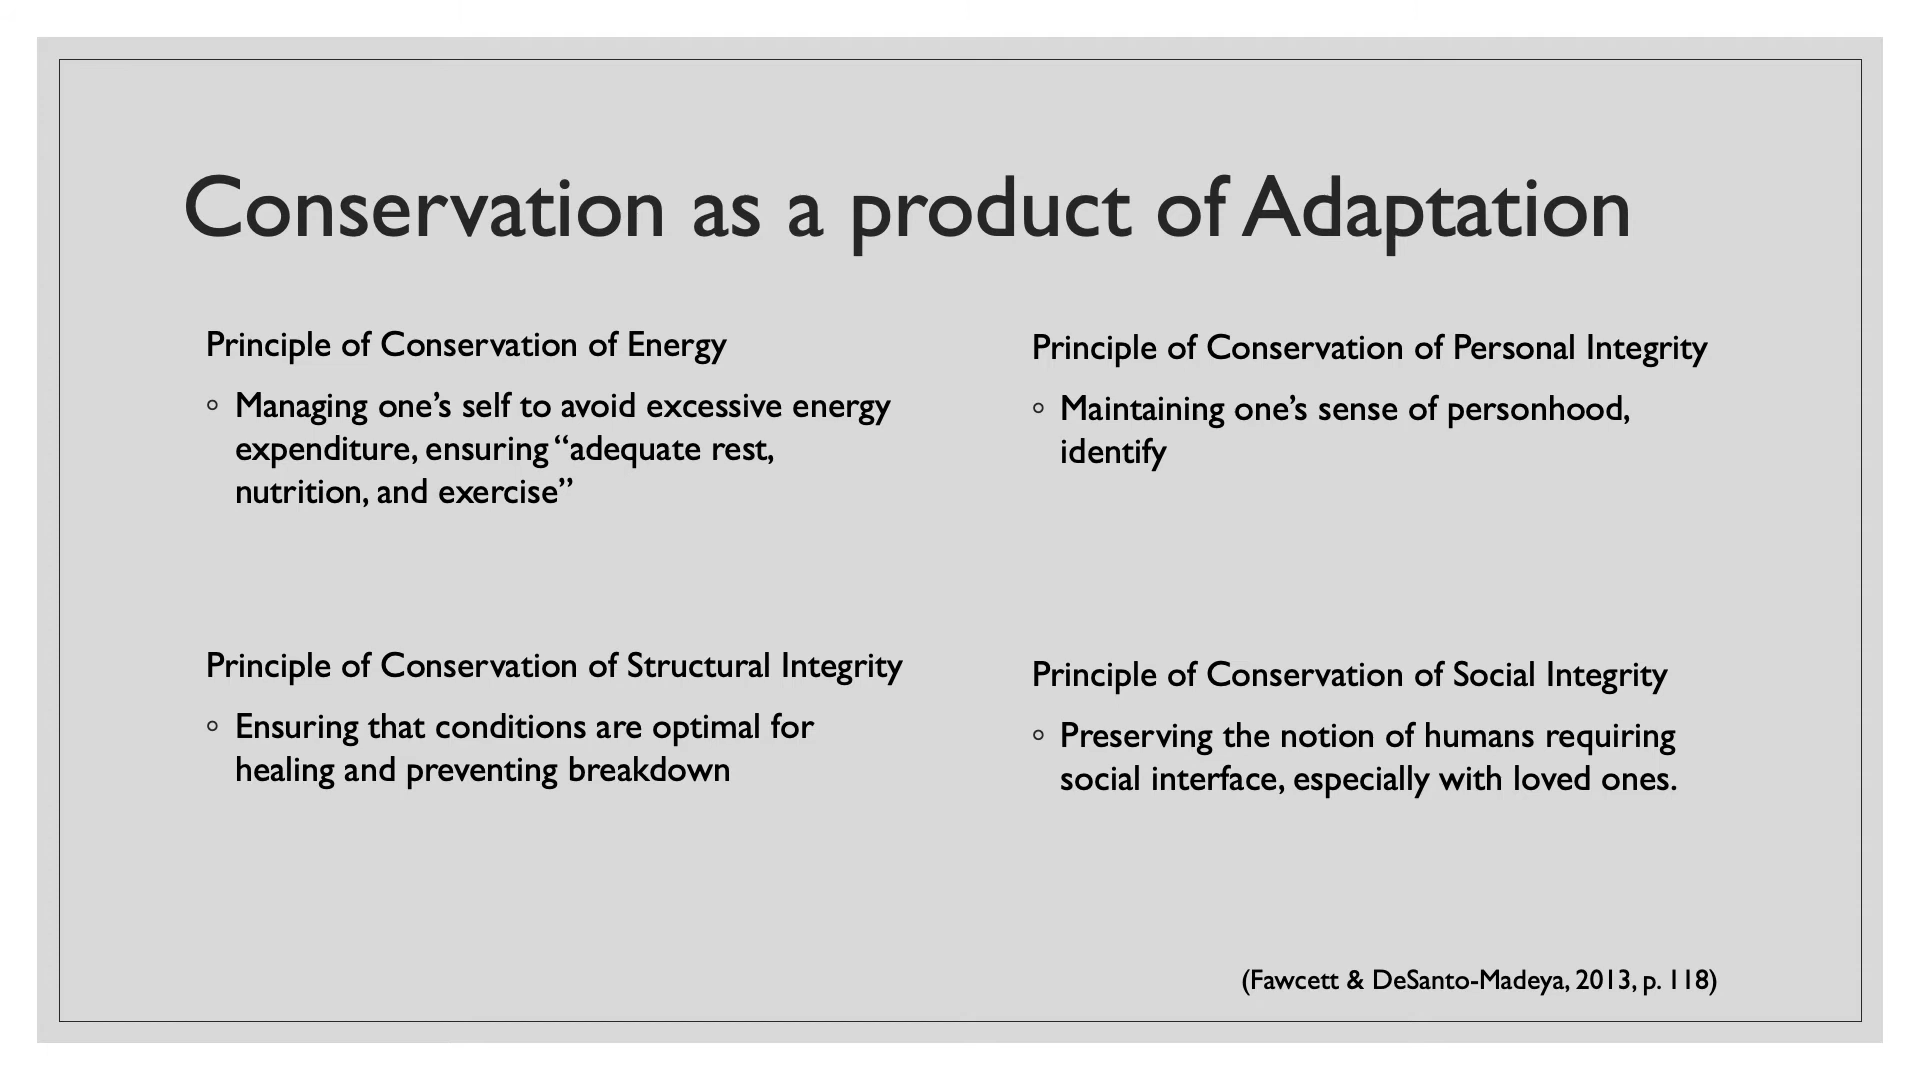 Conservation as a product of Adaptation
Principle of Conservation of Energy
◦ Managing one’s self to avoid excessive energy
expenditure, ensuring “adequate rest,
nutrition, and exercise”
Principle of Conservation of Structural Integrity
◦ Ensuring that conditions are optimal for
healing and preventing breakdown
Principle of Conservation of Personal Integrity
◦ Maintaining one’s sense of personhood,
identify
Principle of Conservation of Social Integrity
◦ Preserving the notion of humans requiring
social interface, especially with loved ones.
(Fawcett & DeSanto-Madeya, 2013, p. 118)